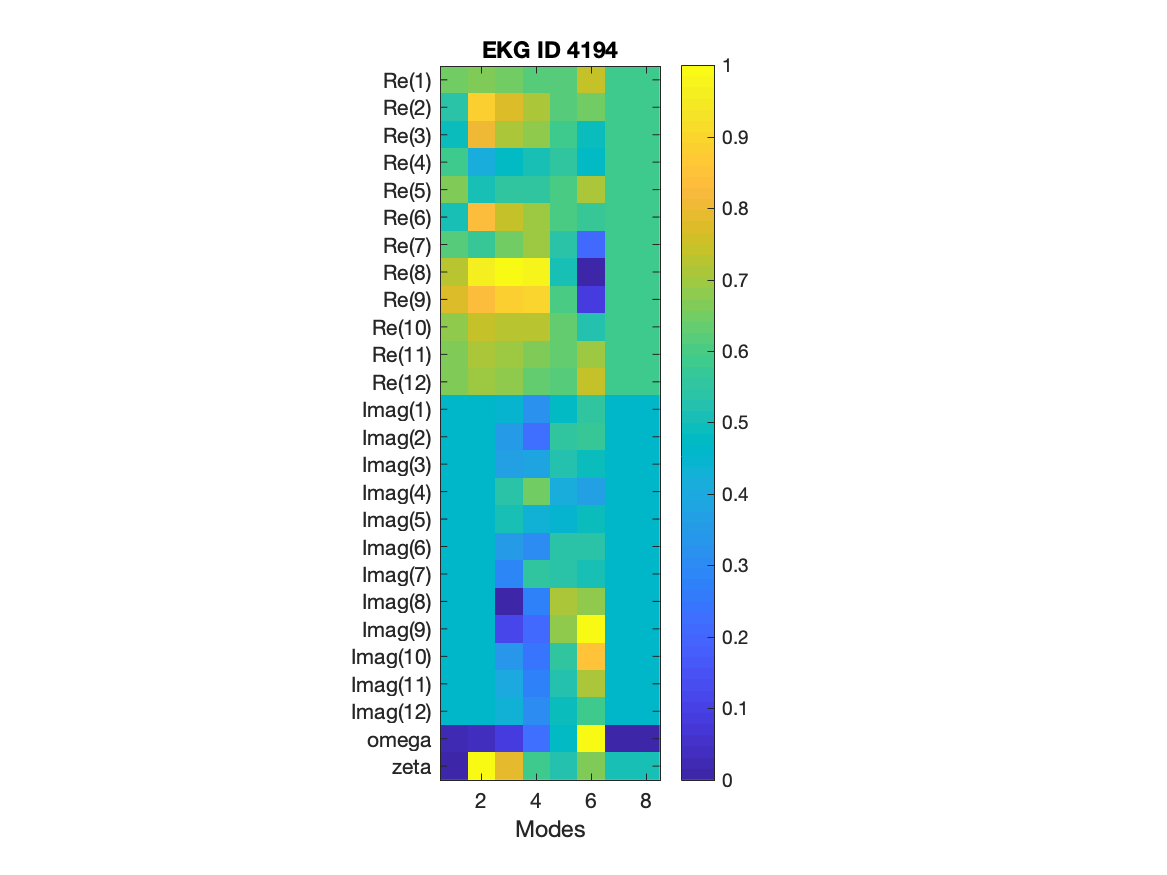 EKG ID 4194
Re(1)
Re(2)
Re(3)
Re(4)
Re(5)
Re(6)
Re(7)
Re(8)
Re(9)
Re(10)
Re(11)
Re(12)
Imag(1)
Imag(2)
Imag(3)
Imag(4)
Imag(5)
Imag(6)
Imag(7)
Imag(8)
Imag(9)
Imag(10)
Imag(11)
Imag(12)
omega
zeta
2 4 6 8
Modes
1
0.9
0.8
0.7
0.6
0.5
0.4
0.3
0.2
0.1
0